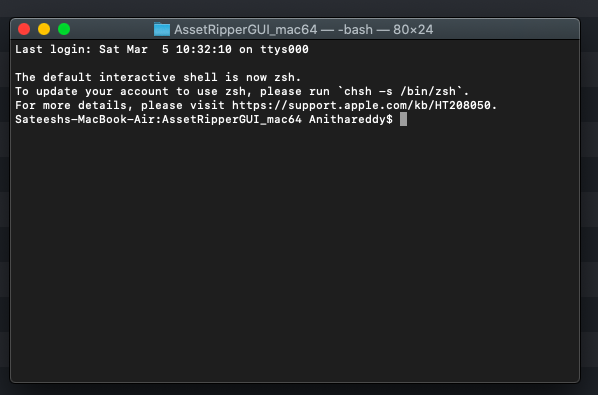 AssetRipperGUI_mac64 — -bash — 80×24
Last login: Sat Mar  5 10:32:10 on ttys000
The default interactive shell is now zsh.
To update your account to use zsh, please run `chsh -s /bin/zsh`.
For more details, please visit https://support.apple.com/kb/HT208050.
Sateeshs-MacBook-Air:AssetRipperGUI_mac64 Anithareddy$